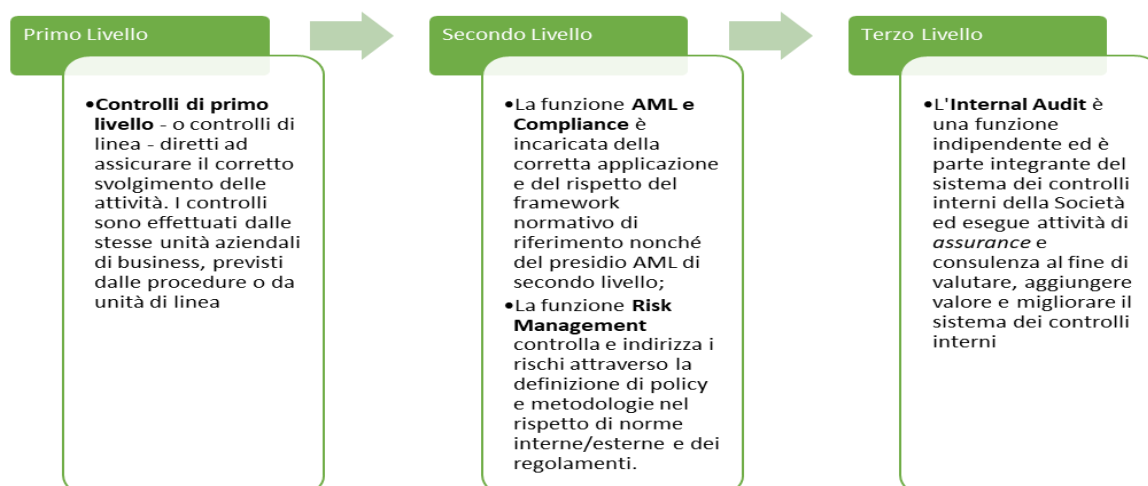 Primo Livello
•Controlli di primo
livello - o controlli di
linea - diretti ad
assicurare il corretto
svolgimento delle
attività. I controlli
sono effettuati dalle
stesse unità aziendali
di business, previsti
dalle procedure o da
unità di linea
Secondo Livello
•La funzione AML e
Compliance è
incaricata della
corretta applicazione
e del rispetto del
framework
normativo di
riferimento nonché
del presidio AML di
secondo livello;
•La funzione Risk
Management
controlla e indirizza i
rischi attraverso la
definizione di policy
e metodologie nel
rispetto di norme
interne/esterne e dei
regolamenti.
Terzo Livello
•L'Internal Audit è
una funzione
indipendente ed è
parte integrante del
sistema dei controlli
interni della Società
ed esegue attività di
assurance e
consulenza al fine di
valutare, aggiungere
valore e migliorare il
sistema dei controlli
interni